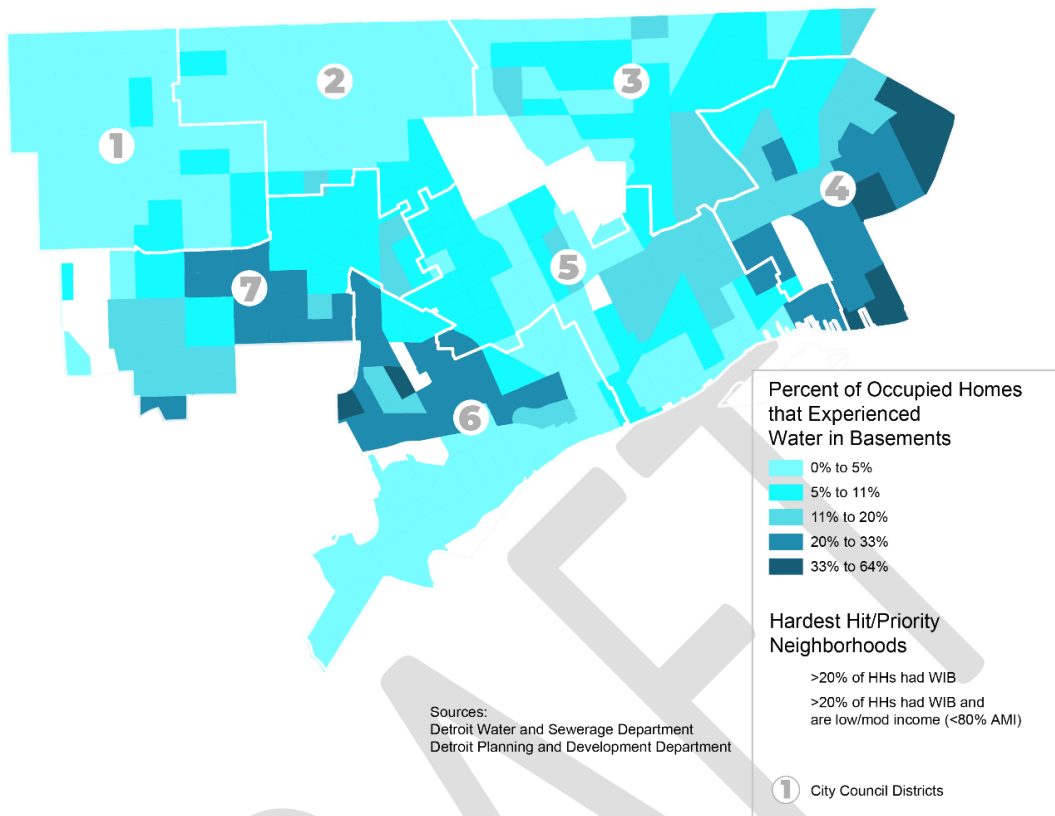 1
2
3
4
5
6
7
Percent of Occupied Homes
that Experienced
Water in Basements
0% to 5%
5% to 11%
11% to 20%
20% to 33%
33% to 64%
Hardest Hit/Priority
Neighborhoods
>20% of HHs had WIB
>20% of HHs had WIB and
are low/mod income (<80% AMI)
1 City Council Districts
Sources:
Detroit Water and Sewerage Department
Detroit Planning and Development Department
DRAFT